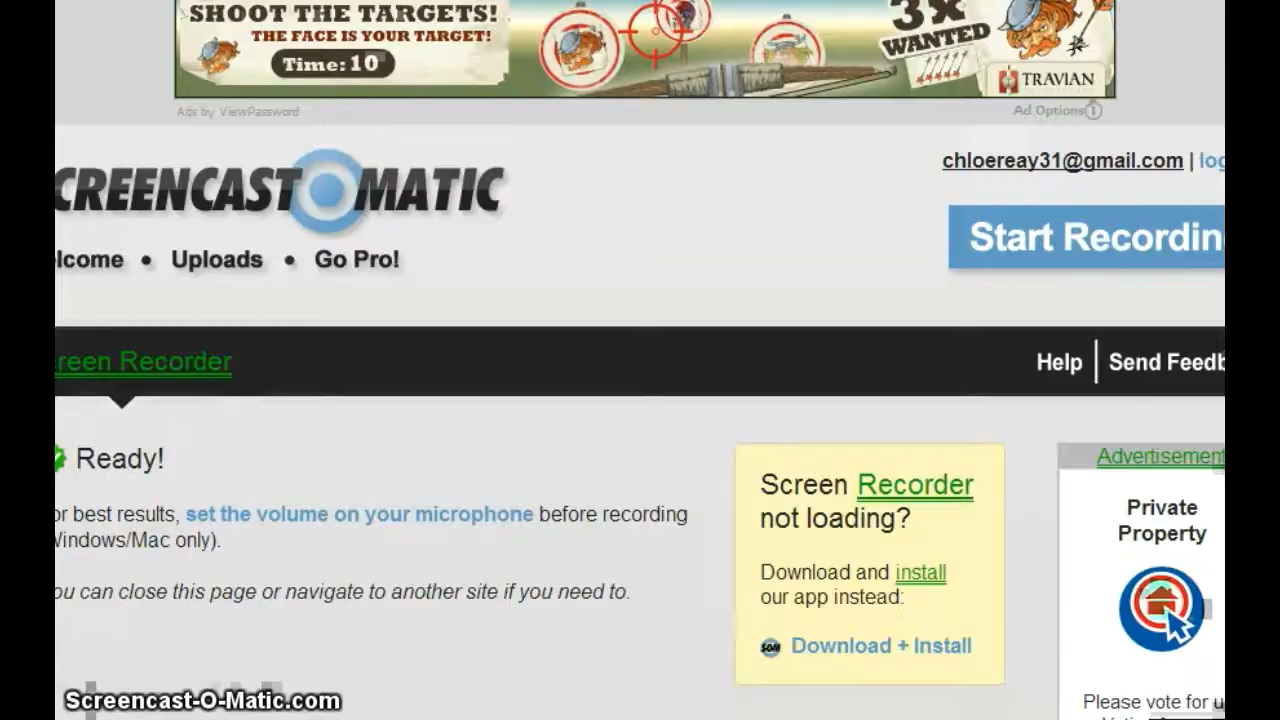 SHOOT THE TARGETS!
THE FACE IS YOUR TARGET!
Time: 10
3X
WANTED
TRAVIAN
Ads by ViewPassword
Ad Options
chloereay31@gmail.com | log
CREENCAST O MATIC
lcome • Uploads • Go Pro!
Start Recordin
reen Recorder
Help
Send Feedb
Ready!
or best results, set the volume on your microphone before recording
Windows/Mac only).
ou can close this page or navigate to another site if you need to.
Screen Recorder
not loading?
Download and install
our app instead:
SOM Download + Install
Advertisement
Private
Property
Please vote for u
Screencast-O-Matic.com